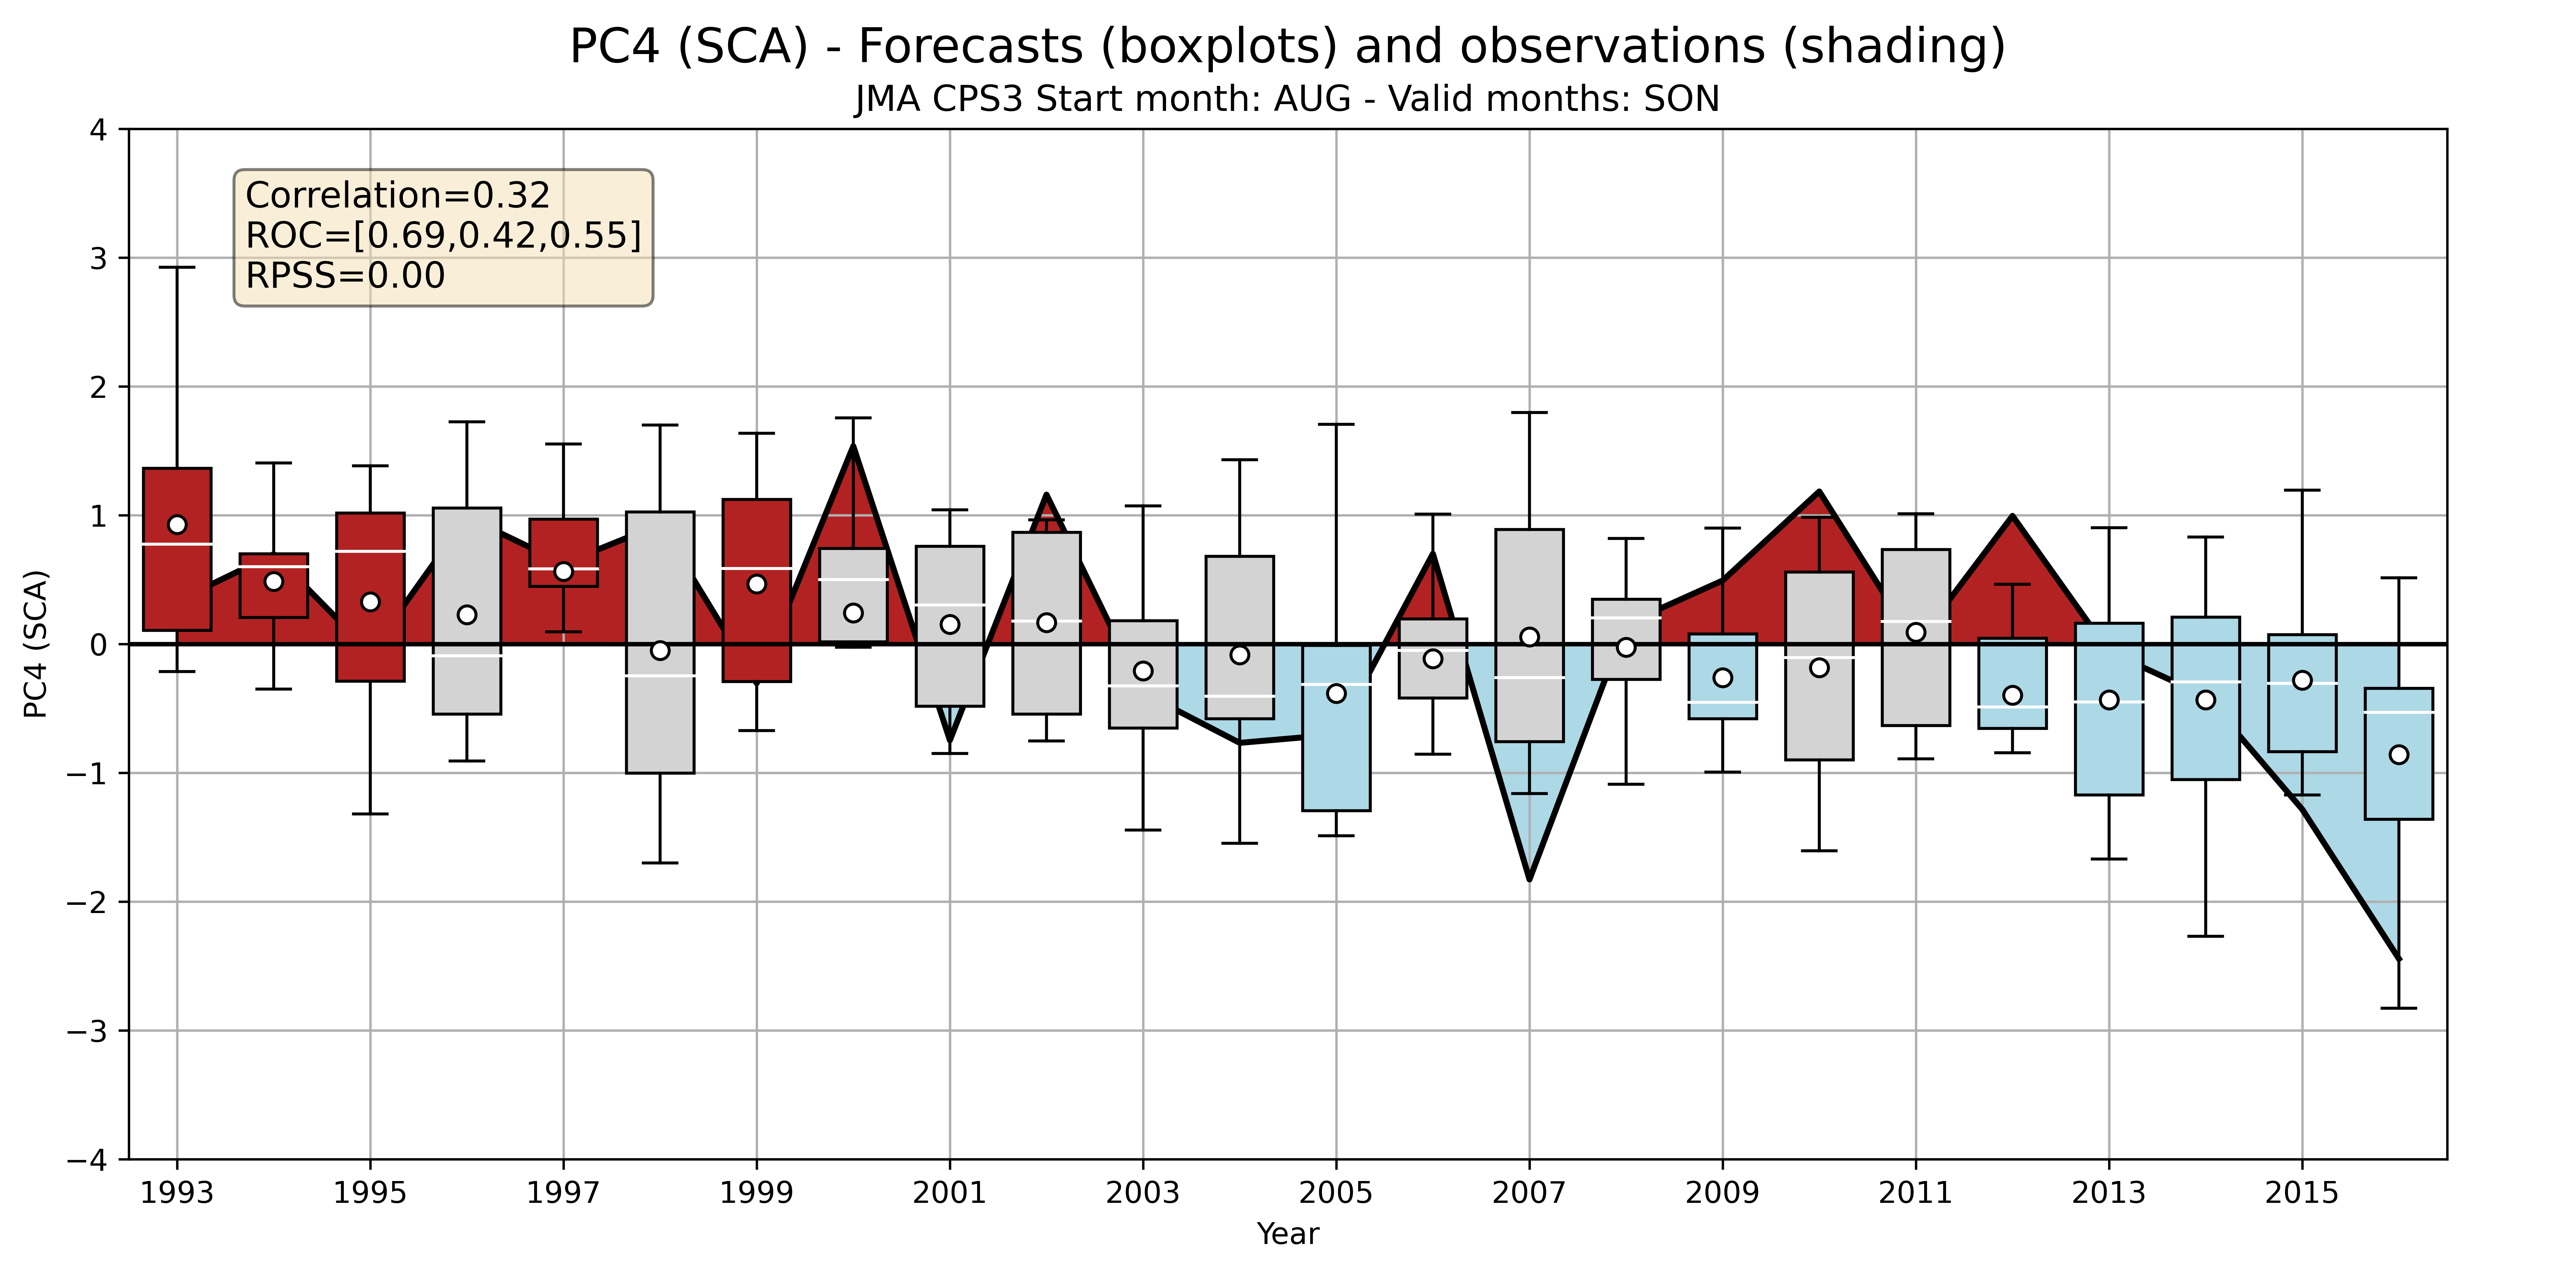 PC4 (SCA) - Forecasts (boxplots) and observations (shading)
JMA CPS3 Start month: AUG - Valid months: SON
Correlation=0.32
ROC=[0.69,0.42,0.55]
RPSS=0.00
PC4 (SCA)
4
3
2
1
0
−1
−2
−3
−4
1993 1995 1997 1999 2001 2003 2005 2007 2009 2011 2013 2015
Year